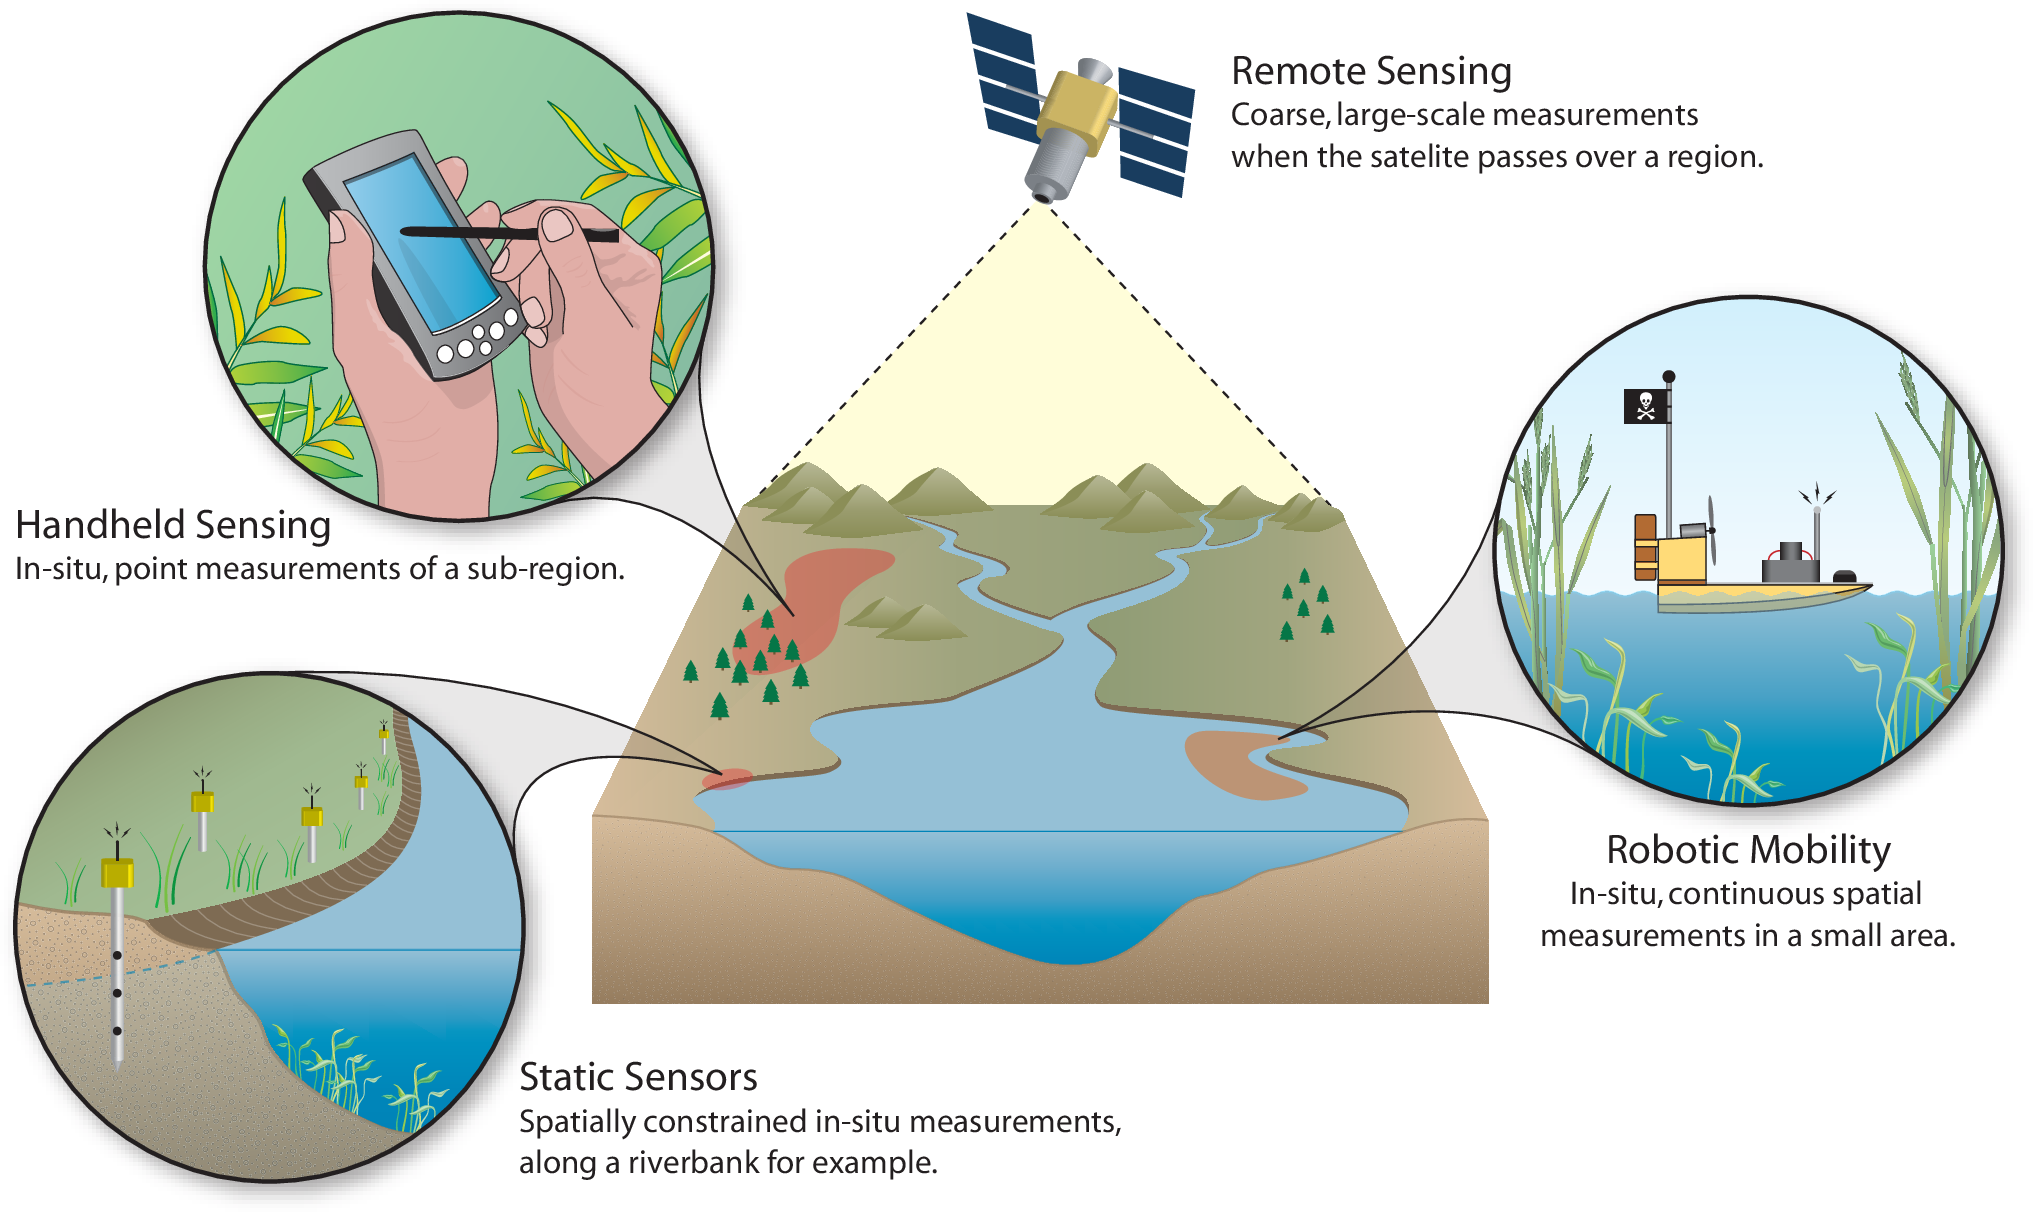 Remote Sensing
Coarse, large-scale measurements
when the satelite passes over a region.
Handheld Sensing
In-situ, point measurements of a sub-region.
Robotic Mobility
In-situ, continuous spatial
measurements in a small area.
Static Sensors
Spatially constrained in-situ measurements,
along a riverbank for example.